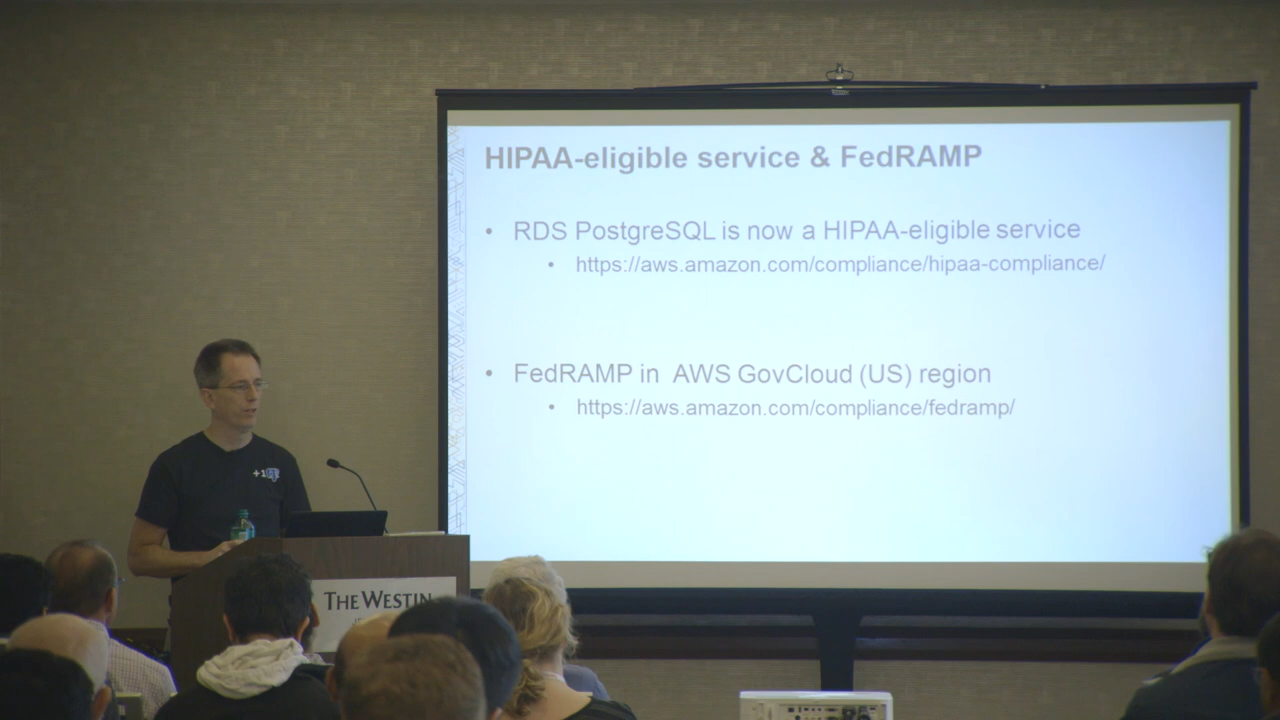 HIPAA-eligible service & FedRAMP
• RDS PostgreSQL is now a HIPAA-eligible service
• https://aws.amazon.com/compliance/hipaa-compliance/
• FedRAMP in AWS GovCloud (US) region
• https://aws.amazon.com/compliance/fedramp/
+1
THE WESTIN